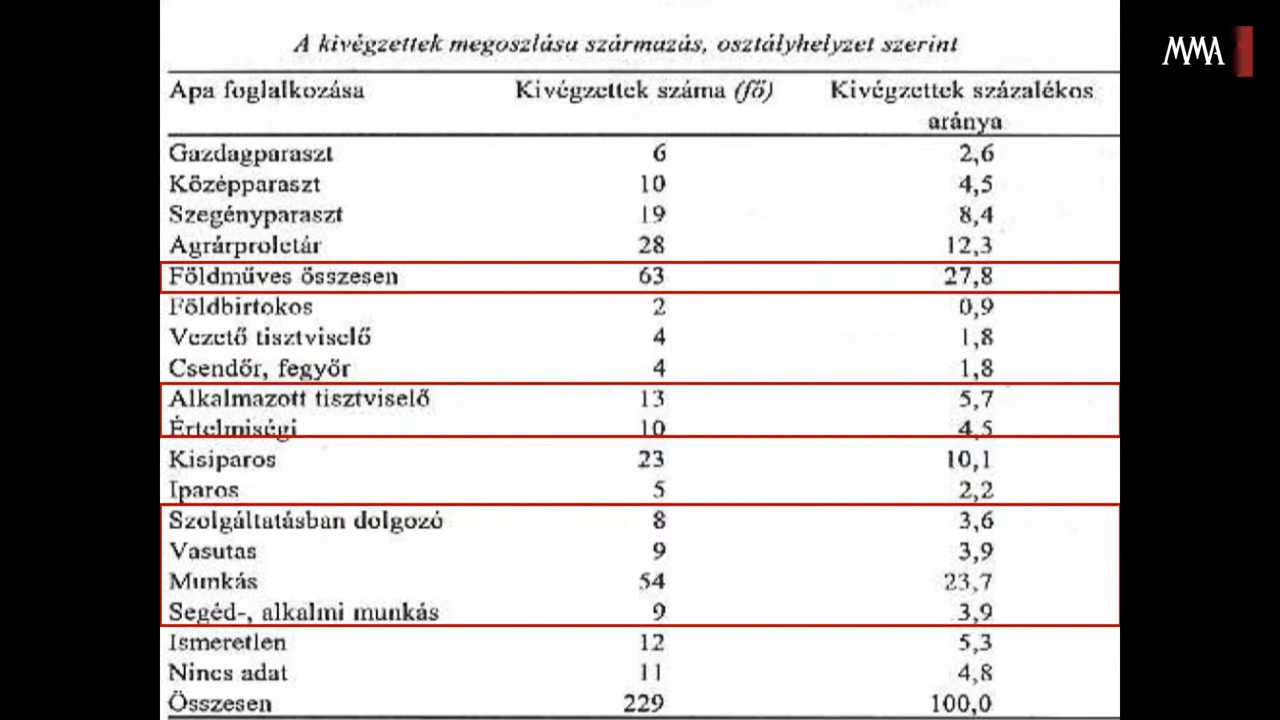 A kivégzettek megoszlásu származás, osztályhelyzet szerint
MMA
Apa foglalkozása Kivégzettek száma (fő) Kivégzettek százalékos
aránya
Gazdagparaszt 6 2,6
Középparaszt 10 4,5
Szegényparaszt 19 8,4
Agrárproletár 28 12,3
Földműves összesen 63 27,8
Földbirtokos 2 0,9
Vezető tisztviselő 4 1,8
Csendőr, fegyőr 4 1,8
Alkalmazott tisztviselő 13 5,7
Értelmiségi 10 4,5
Kisiparos 23 10,1
Iparos 5 2,2
Szolgáltatásban dolgozó 8 3,6
Vasutas 9 3,9
Munkás 54 23,7
Segéd-, alkalmi munkás 9 3,9
Ismeretlen 12 5,3
Nincs adat 11 4,8
Összesen 229 100,0